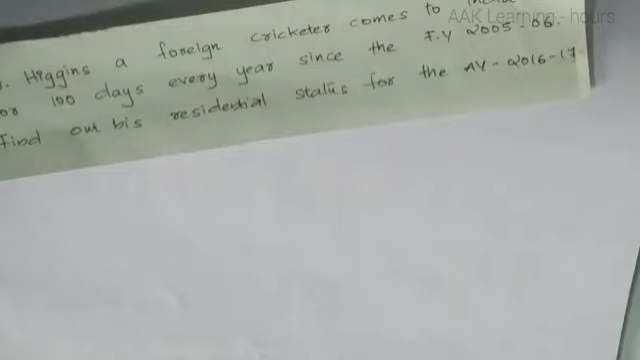 Higgins a foreign cricketer comes to India
for 100 days every year since the F.Y 2005-06.
Find out his residential status for the AY-2016-17
AAK Learning - hours